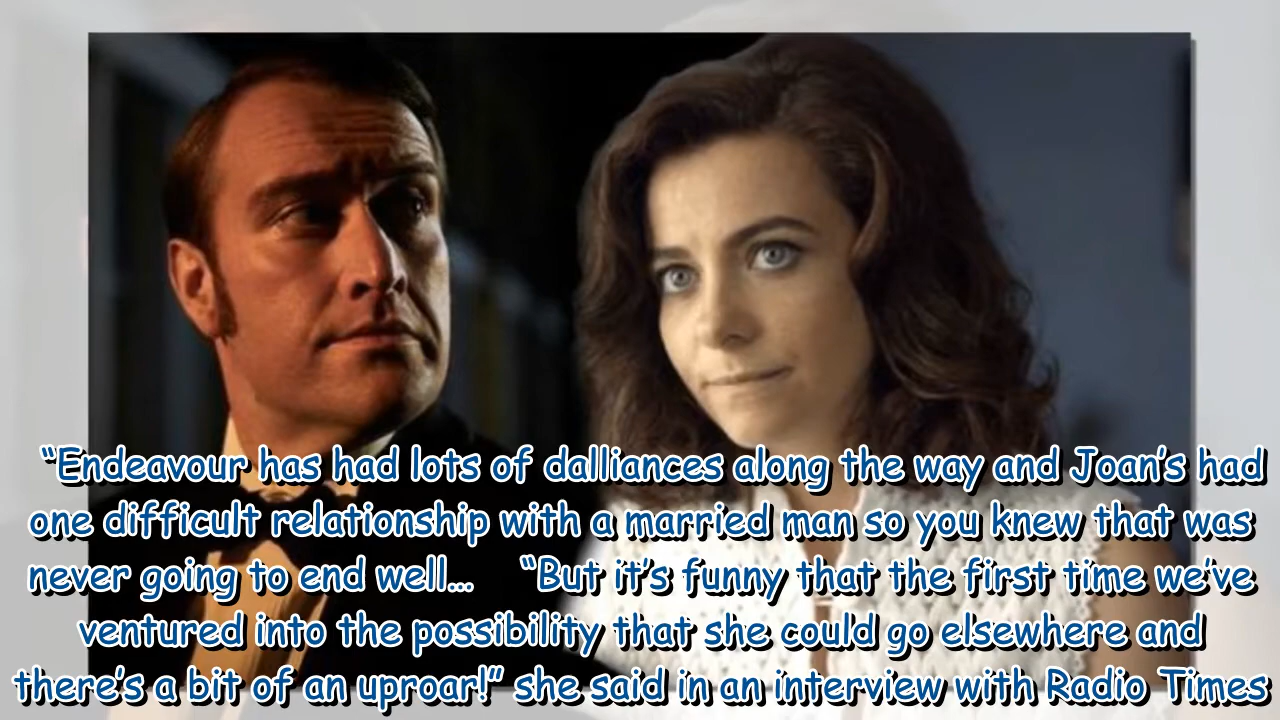 “Endeavour has had lots of dalliances along the way and Joan’s had
one difficult relationship with a married man so you knew that was
never going to end well... “But it’s funny that the first time we’ve
ventured into the possibility that she could go elsewhere and
there’s a bit of an uproar!” she said in an interview with Radio Times